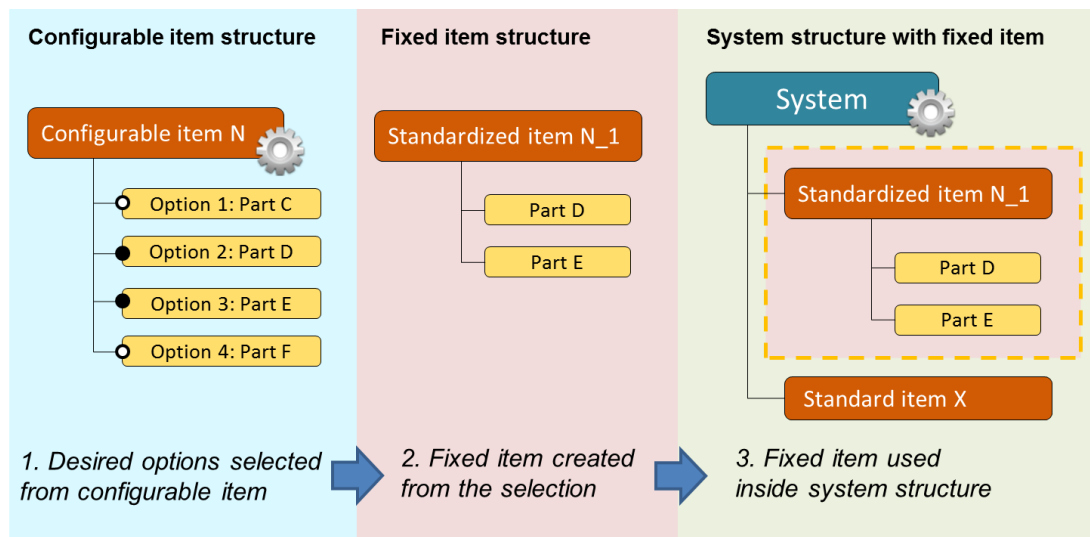 Configurable item structure
Configurable item N
Option 1: Part C
Option 2: Part D
Option 3: Part E
Option 4: Part F
1. Desired options selected
from configurable item
Fixed item structure
Standardized item N_1
Part D
Part E
2. Fixed item created
from the selection
System structure with fixed item
System
Standardized item N_1
Part D
Part E
Standard item X
3. Fixed item used
inside system structure